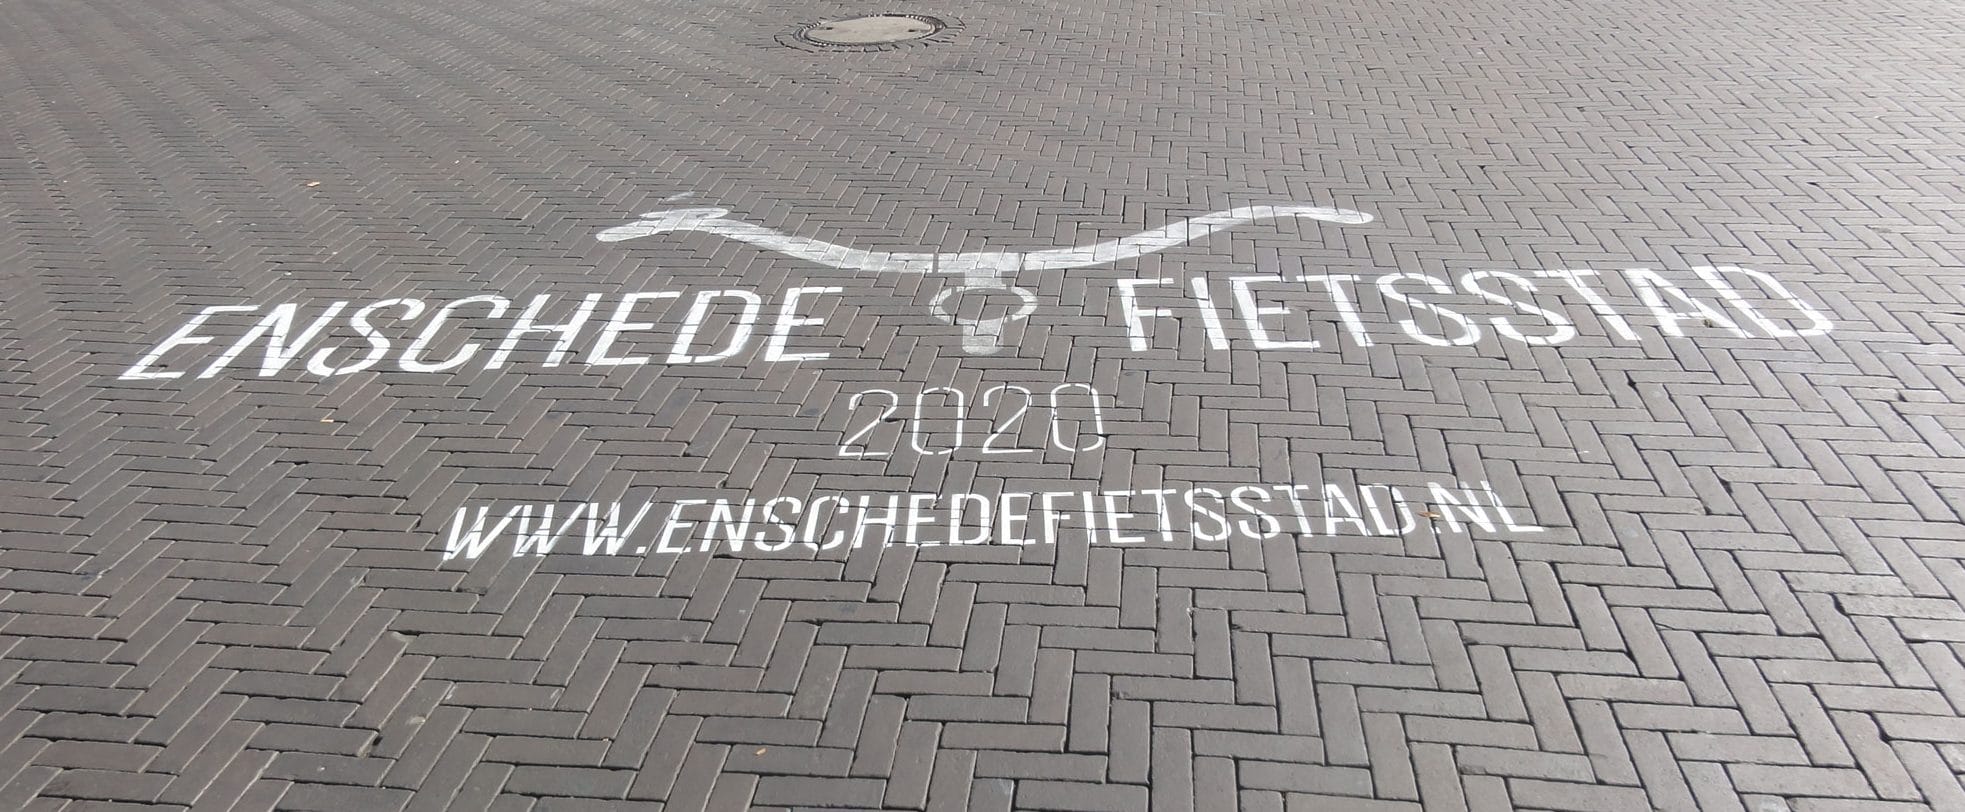 ENSCHEDE FIETSSTAD
2020
WWW.ENSCHEDEFIETSSTAD.NL